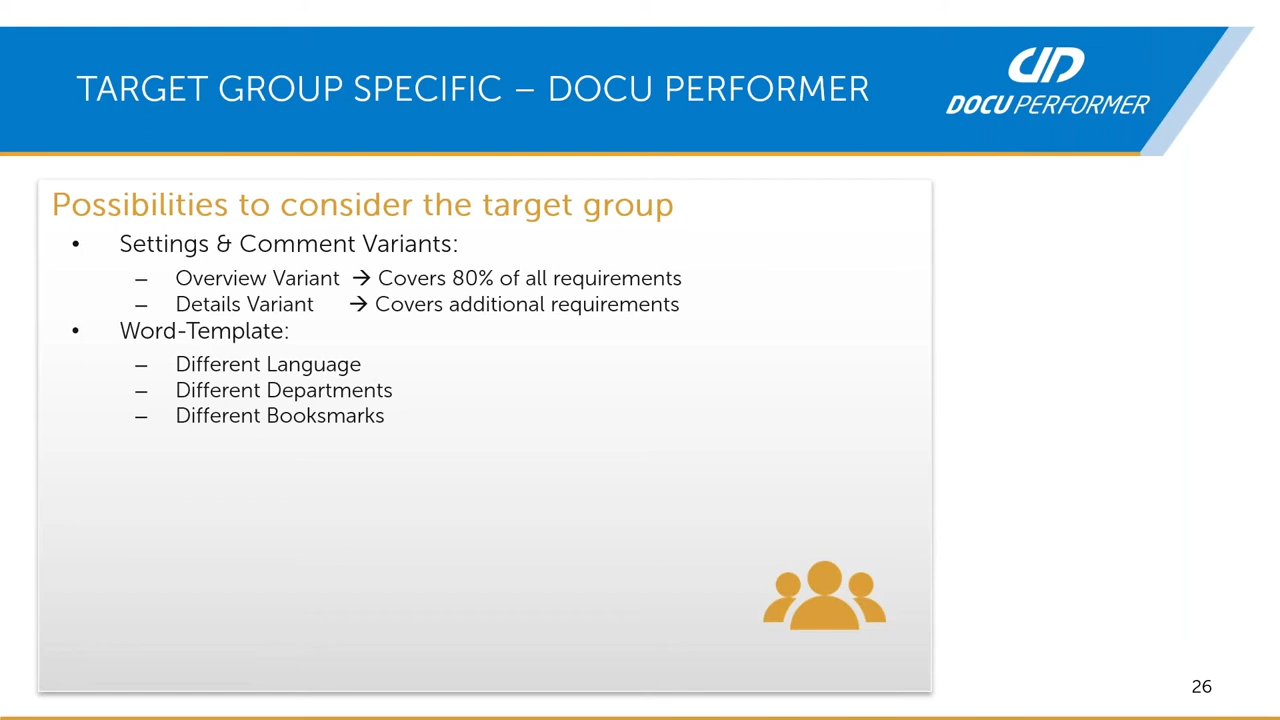 TARGET GROUP SPECIFIC – DOCU PERFORMER
DOCU PERFORMER
Possibilities to consider the target group
• Settings & Comment Variants:
– Overview Variant → Covers 80% of all requirements
– Details Variant → Covers additional requirements
• Word-Template:
– Different Language
– Different Departments
– Different Booksmarks
26